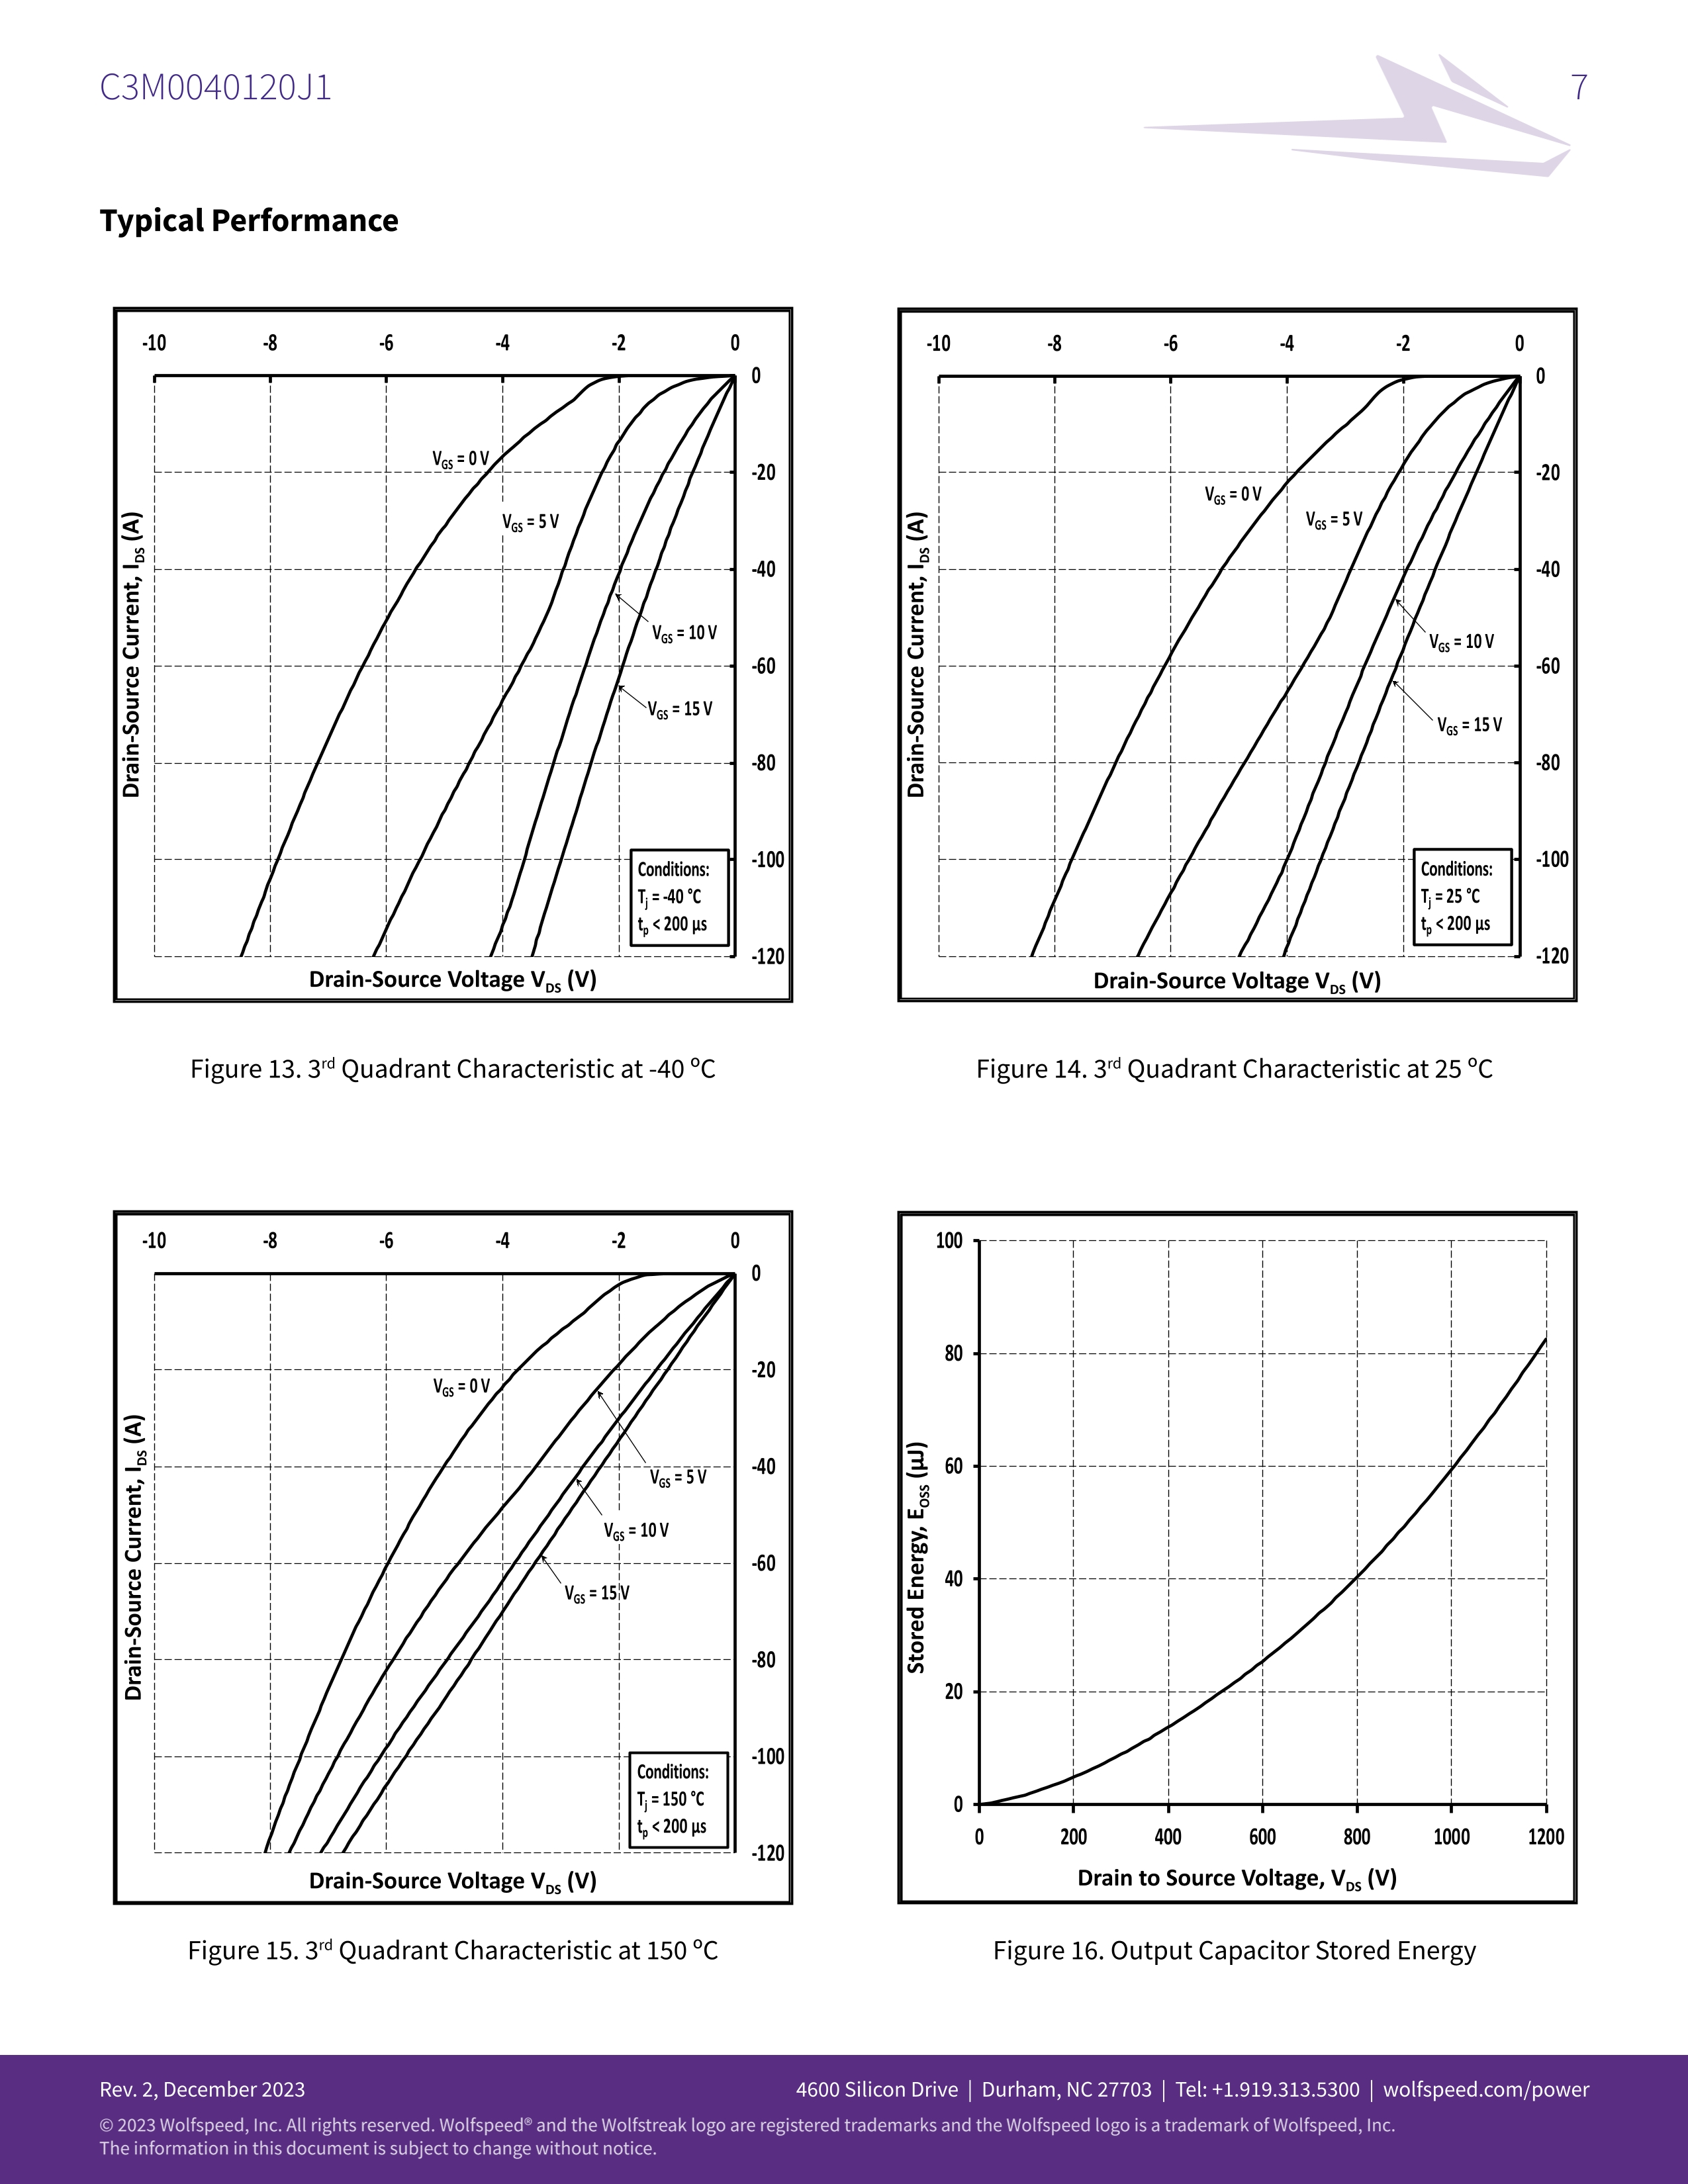 C3M0040120J1
7
Typical Performance
-10 -8 -6 -4 -2 0
0
-20
-40
-60
-80
-100
-120
VGS = 0 V
VGS = 5 V
VGS = 10 V
VGS = 15 V
Conditions:
Tj = -40 °C
tp < 200 µs
Drain-Source Current, IDS (A)
Drain-Source Voltage VDS (V)
Figure 13. 3rd Quadrant Characteristic at -40 ºC
-10 -8 -6 -4 -2 0
0
-20
-40
-60
-80
-100
-120
VGS = 0 V
VGS = 5 V
VGS = 10 V
VGS = 15 V
Conditions:
Tj = 25 °C
tp < 200 µs
Drain-Source Current, IDS (A)
Drain-Source Voltage VDS (V)
Figure 14. 3rd Quadrant Characteristic at 25 ºC
-10 -8 -6 -4 -2 0
0
-20
-40
-60
-80
-100
-120
VGS = 0 V
VGS = 5 V
VGS = 10 V
VGS = 15 V
Conditions:
Tj = 150 °C
tp < 200 µs
Drain-Source Current, IDS (A)
Drain-Source Voltage VDS (V)
Figure 15. 3rd Quadrant Characteristic at 150 ºC
100
80
60
40
20
0
0 200 400 600 800 1000 1200
Stored Energy, EOSS (µJ)
Drain to Source Voltage, VDS (V)
Figure 16. Output Capacitor Stored Energy
Rev. 2, December 2023
4600 Silicon Drive | Durham, NC 27703 | Tel: +1.919.313.5300 | wolfspeed.com/power
© 2023 Wolfspeed, Inc. All rights reserved. Wolfspeed® and the Wolfstreak logo are registered trademarks and the Wolfspeed logo is a trademark of Wolfspeed, Inc.
The information in this document is subject to change without notice.